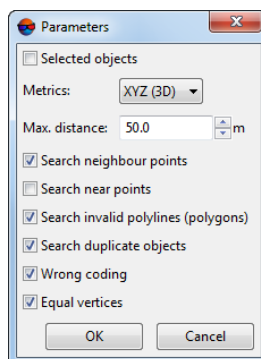 Parameters
Selected objects
Metrics: XYZ (3D)
Max. distance: 50.0 m
Search neighbour points
Search near points
Search invalid polylines (polygons)
Search duplicate objects
Wrong coding
Equal vertices
OK Cancel